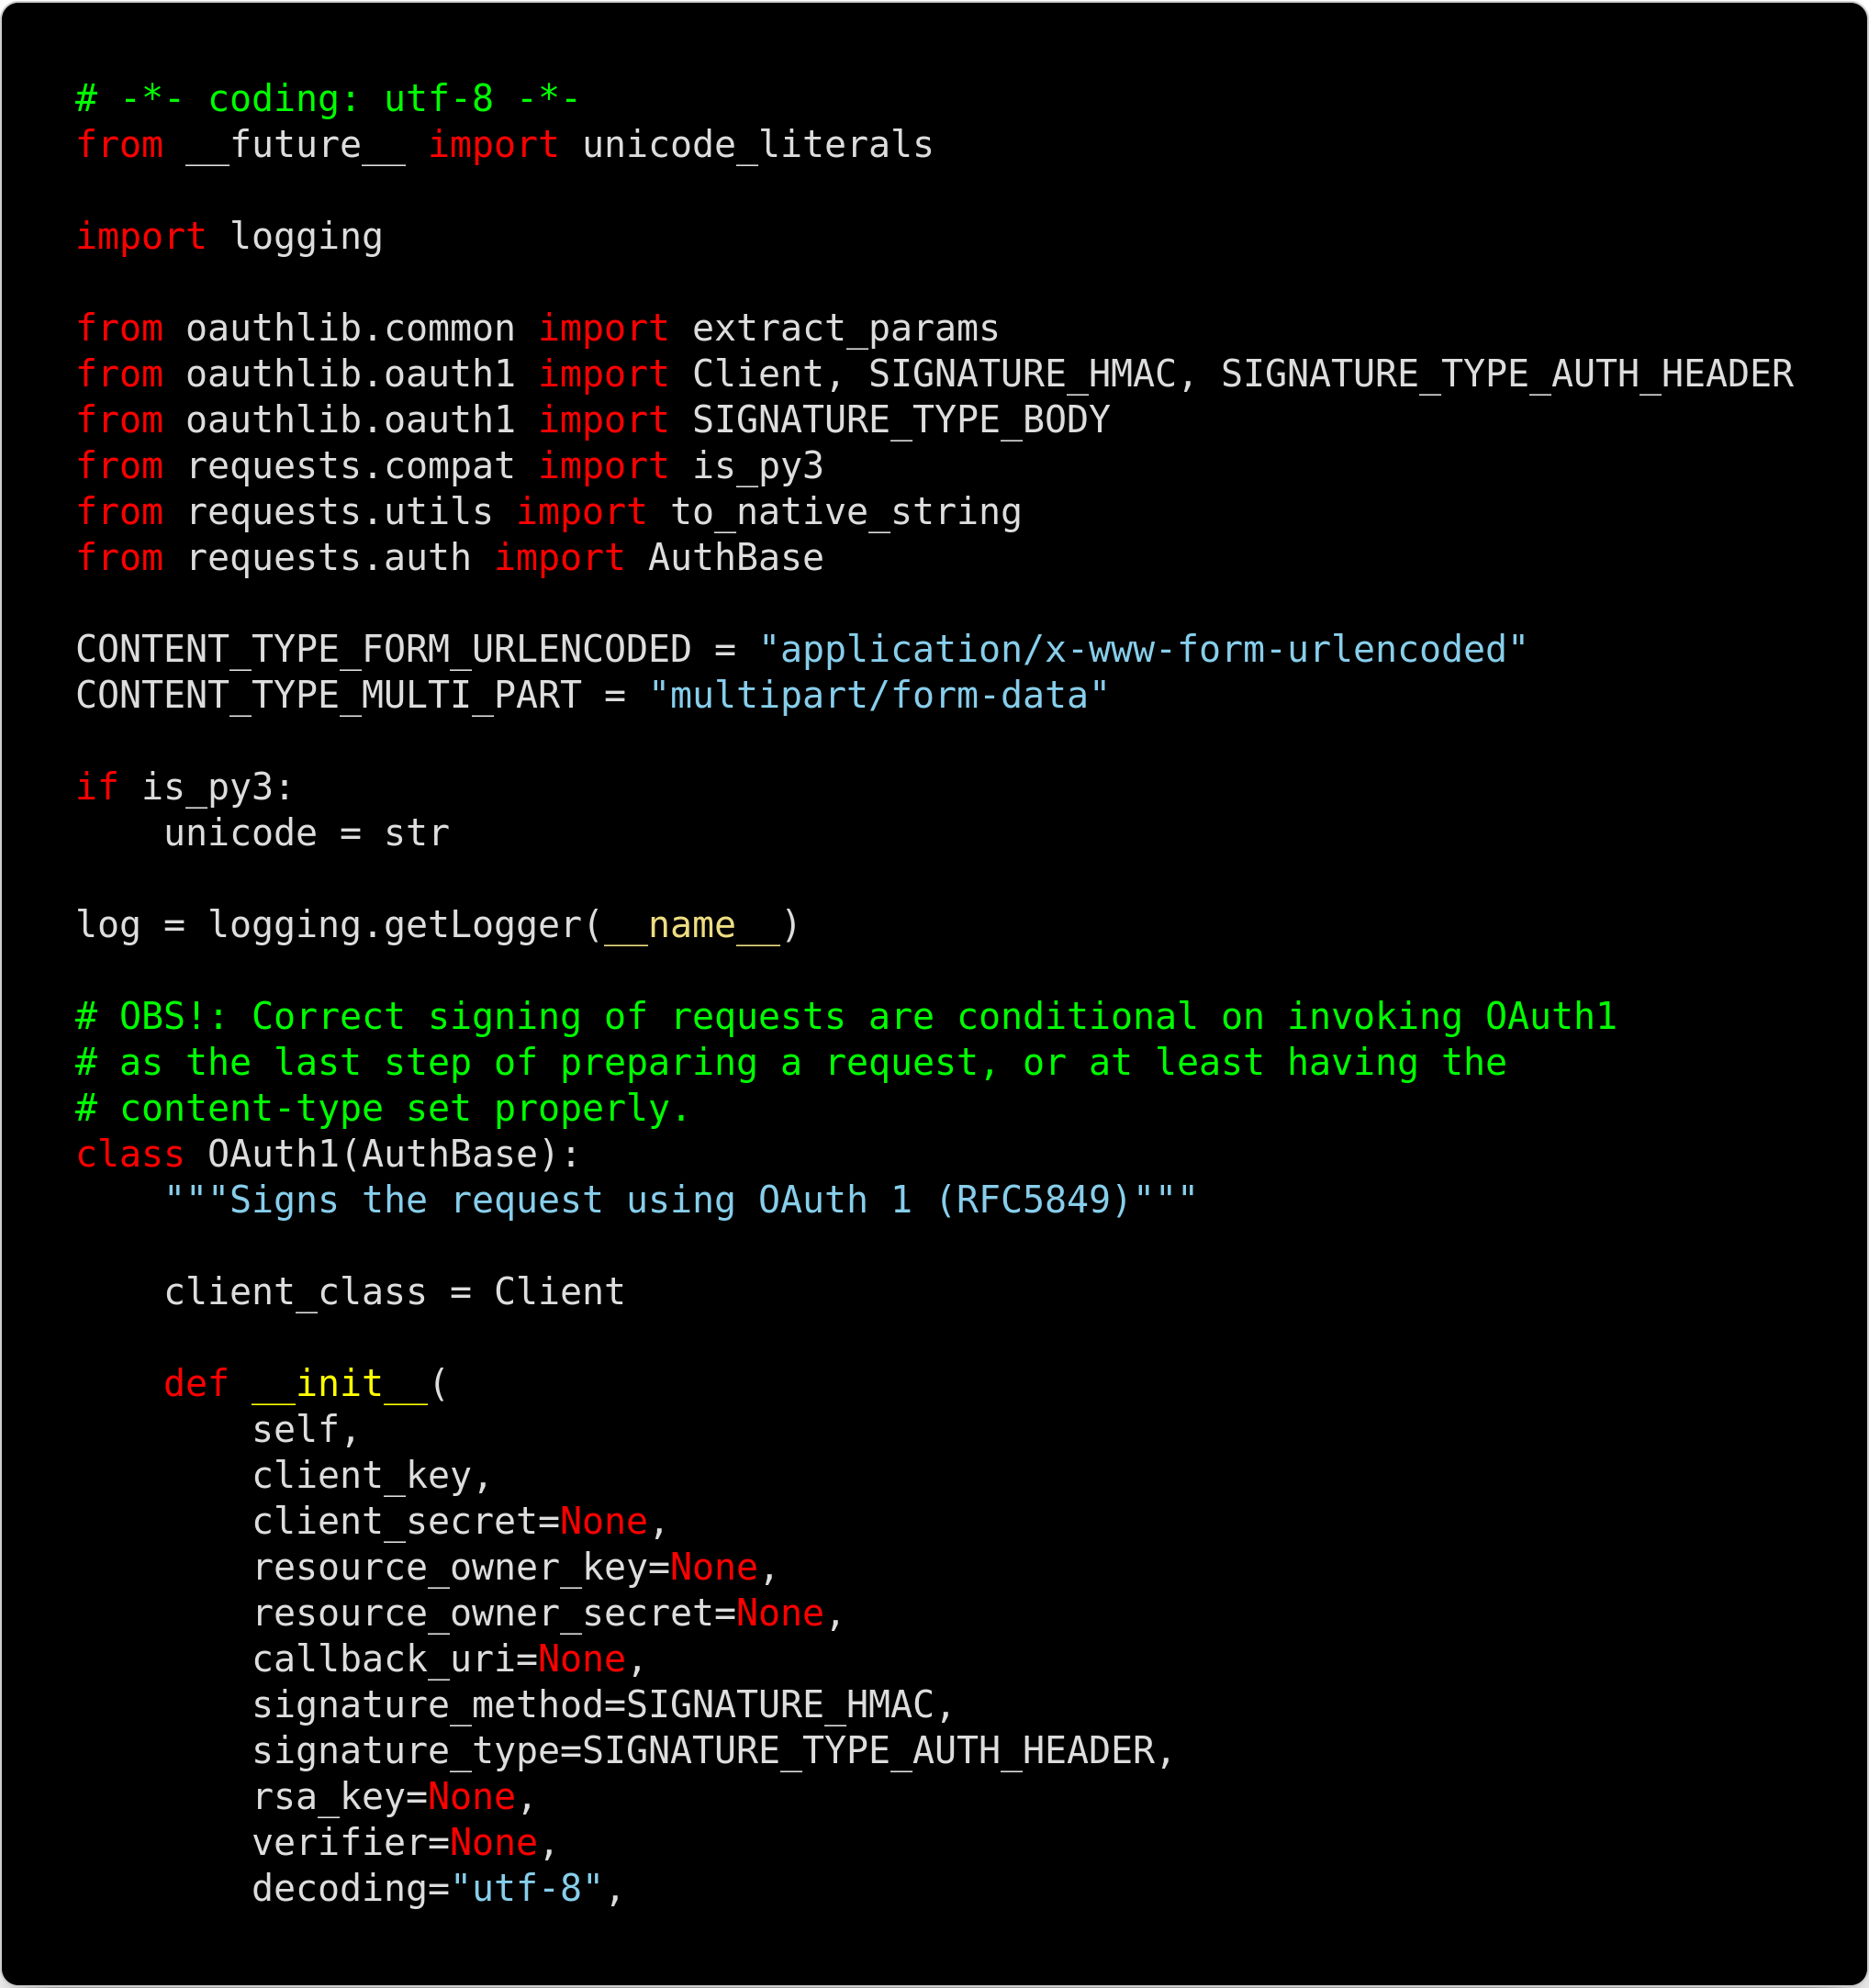 # -*- coding: utf-8 -*-
from __future__ import unicode_literals

import logging

from oauthlib.common import extract_params
from oauthlib.oauth1 import Client, SIGNATURE_HMAC, SIGNATURE_TYPE_AUTH_HEADER
from oauthlib.oauth1 import SIGNATURE_TYPE_BODY
from requests.compat import is_py3
from requests.utils import to_native_string
from requests.auth import AuthBase

CONTENT_TYPE_FORM_URLENCODED = "application/x-www-form-urlencoded"
CONTENT_TYPE_MULTI_PART = "multipart/form-data"

if is_py3:
    unicode = str

log = logging.getLogger(__name__)

# OBS!: Correct signing of requests are conditional on invoking OAuth1
# as the last step of preparing a request, or at least having the
# content-type set properly.
class OAuth1(AuthBase):
    """Signs the request using OAuth 1 (RFC5849)"""

    client_class = Client

    def __init__(
        self,
        client_key,
        client_secret=None,
        resource_owner_key=None,
        resource_owner_secret=None,
        callback_uri=None,
        signature_method=SIGNATURE_HMAC,
        signature_type=SIGNATURE_TYPE_AUTH_HEADER,
        rsa_key=None,
        verifier=None,
        decoding="utf-8",